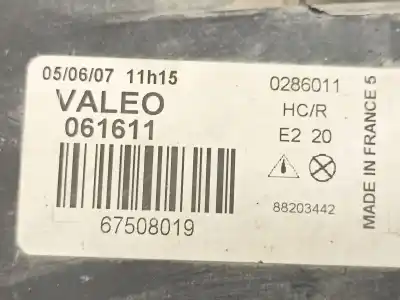 05/06/07 11h15
VALEO
061611
67508019
0286011
HC/R
E2 20
88203442
MADE IN FRANCE 5